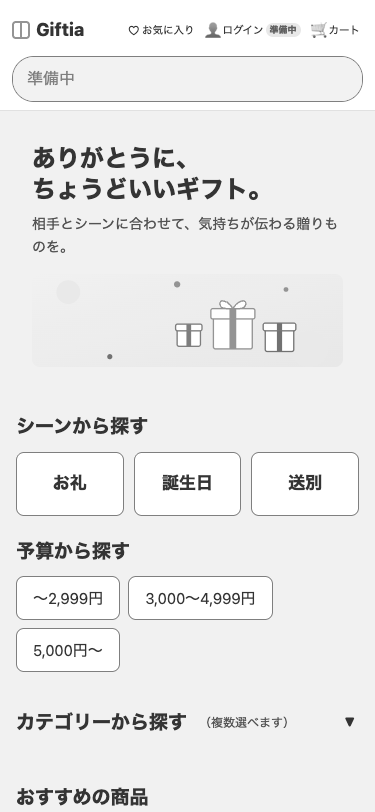 Giftia
お気に入り
ログイン 準備中
カート
準備中
ありがとうに、
ちょうどいいギフト。
相手とシーンに合わせて、気持ちが伝わる贈りも
のを。
シーンから探す
お礼
誕生日
送別
予算から探す
〜2,999円
3,000〜4,999円
5,000円〜
カテゴリーから探す （複数選べます） ▼
おすすめの商品